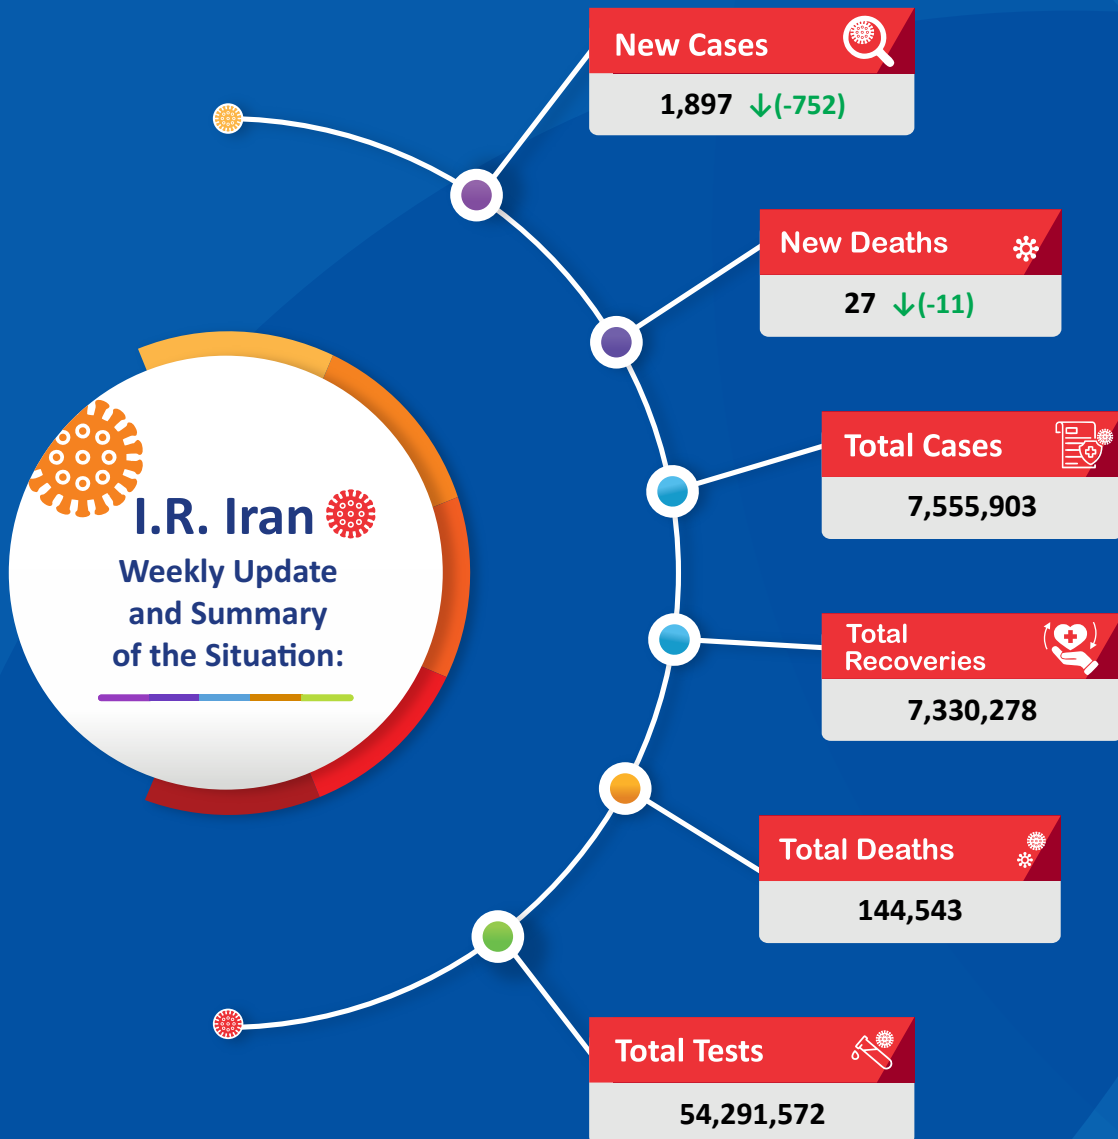 New Cases
1,897 ↓(-752)
New Deaths
27 ↓(-11)
Total Cases
7,555,903
I.R. Iran
Weekly Update
and Summary
of the Situation:
Total
Recoveries
7,330,278
Total Deaths
144,543
Total Tests
54,291,572